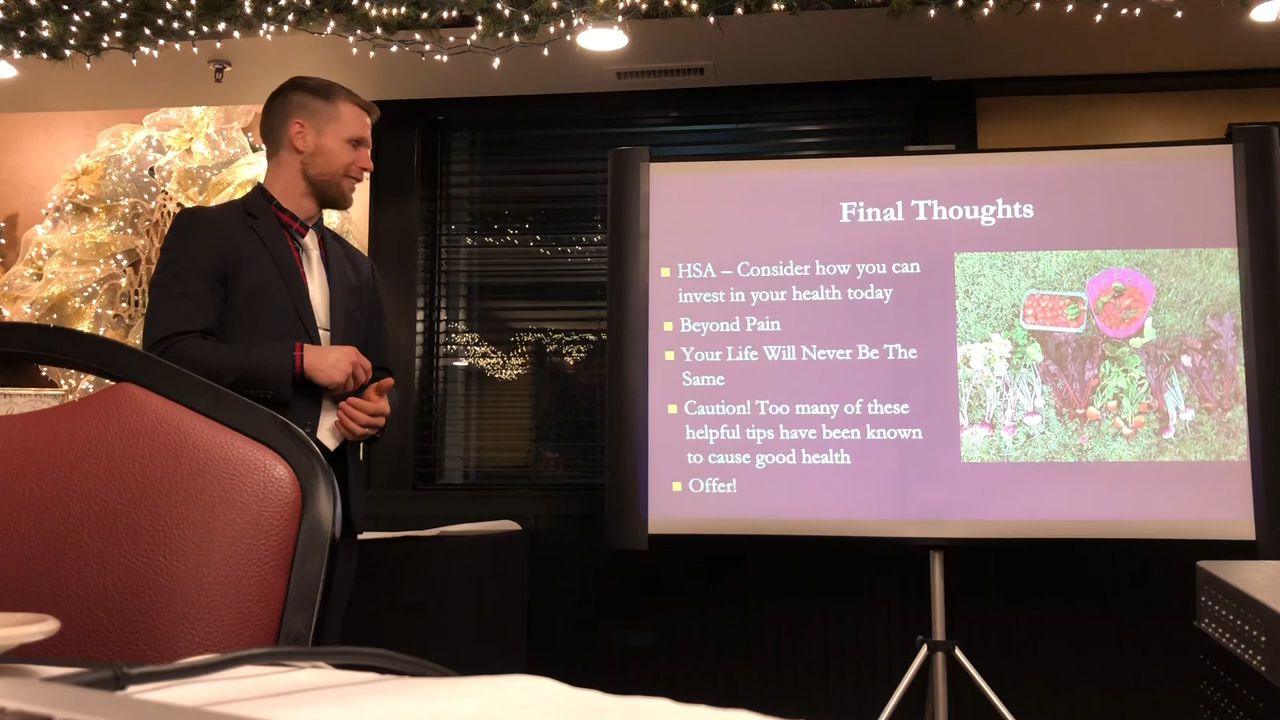 Final Thoughts
HSA – Consider how you can
invest in your health today
Beyond Pain
Your Life Will Never Be The
Same
Caution! Too many of these
helpful tips have been known
to cause good health
Offer!